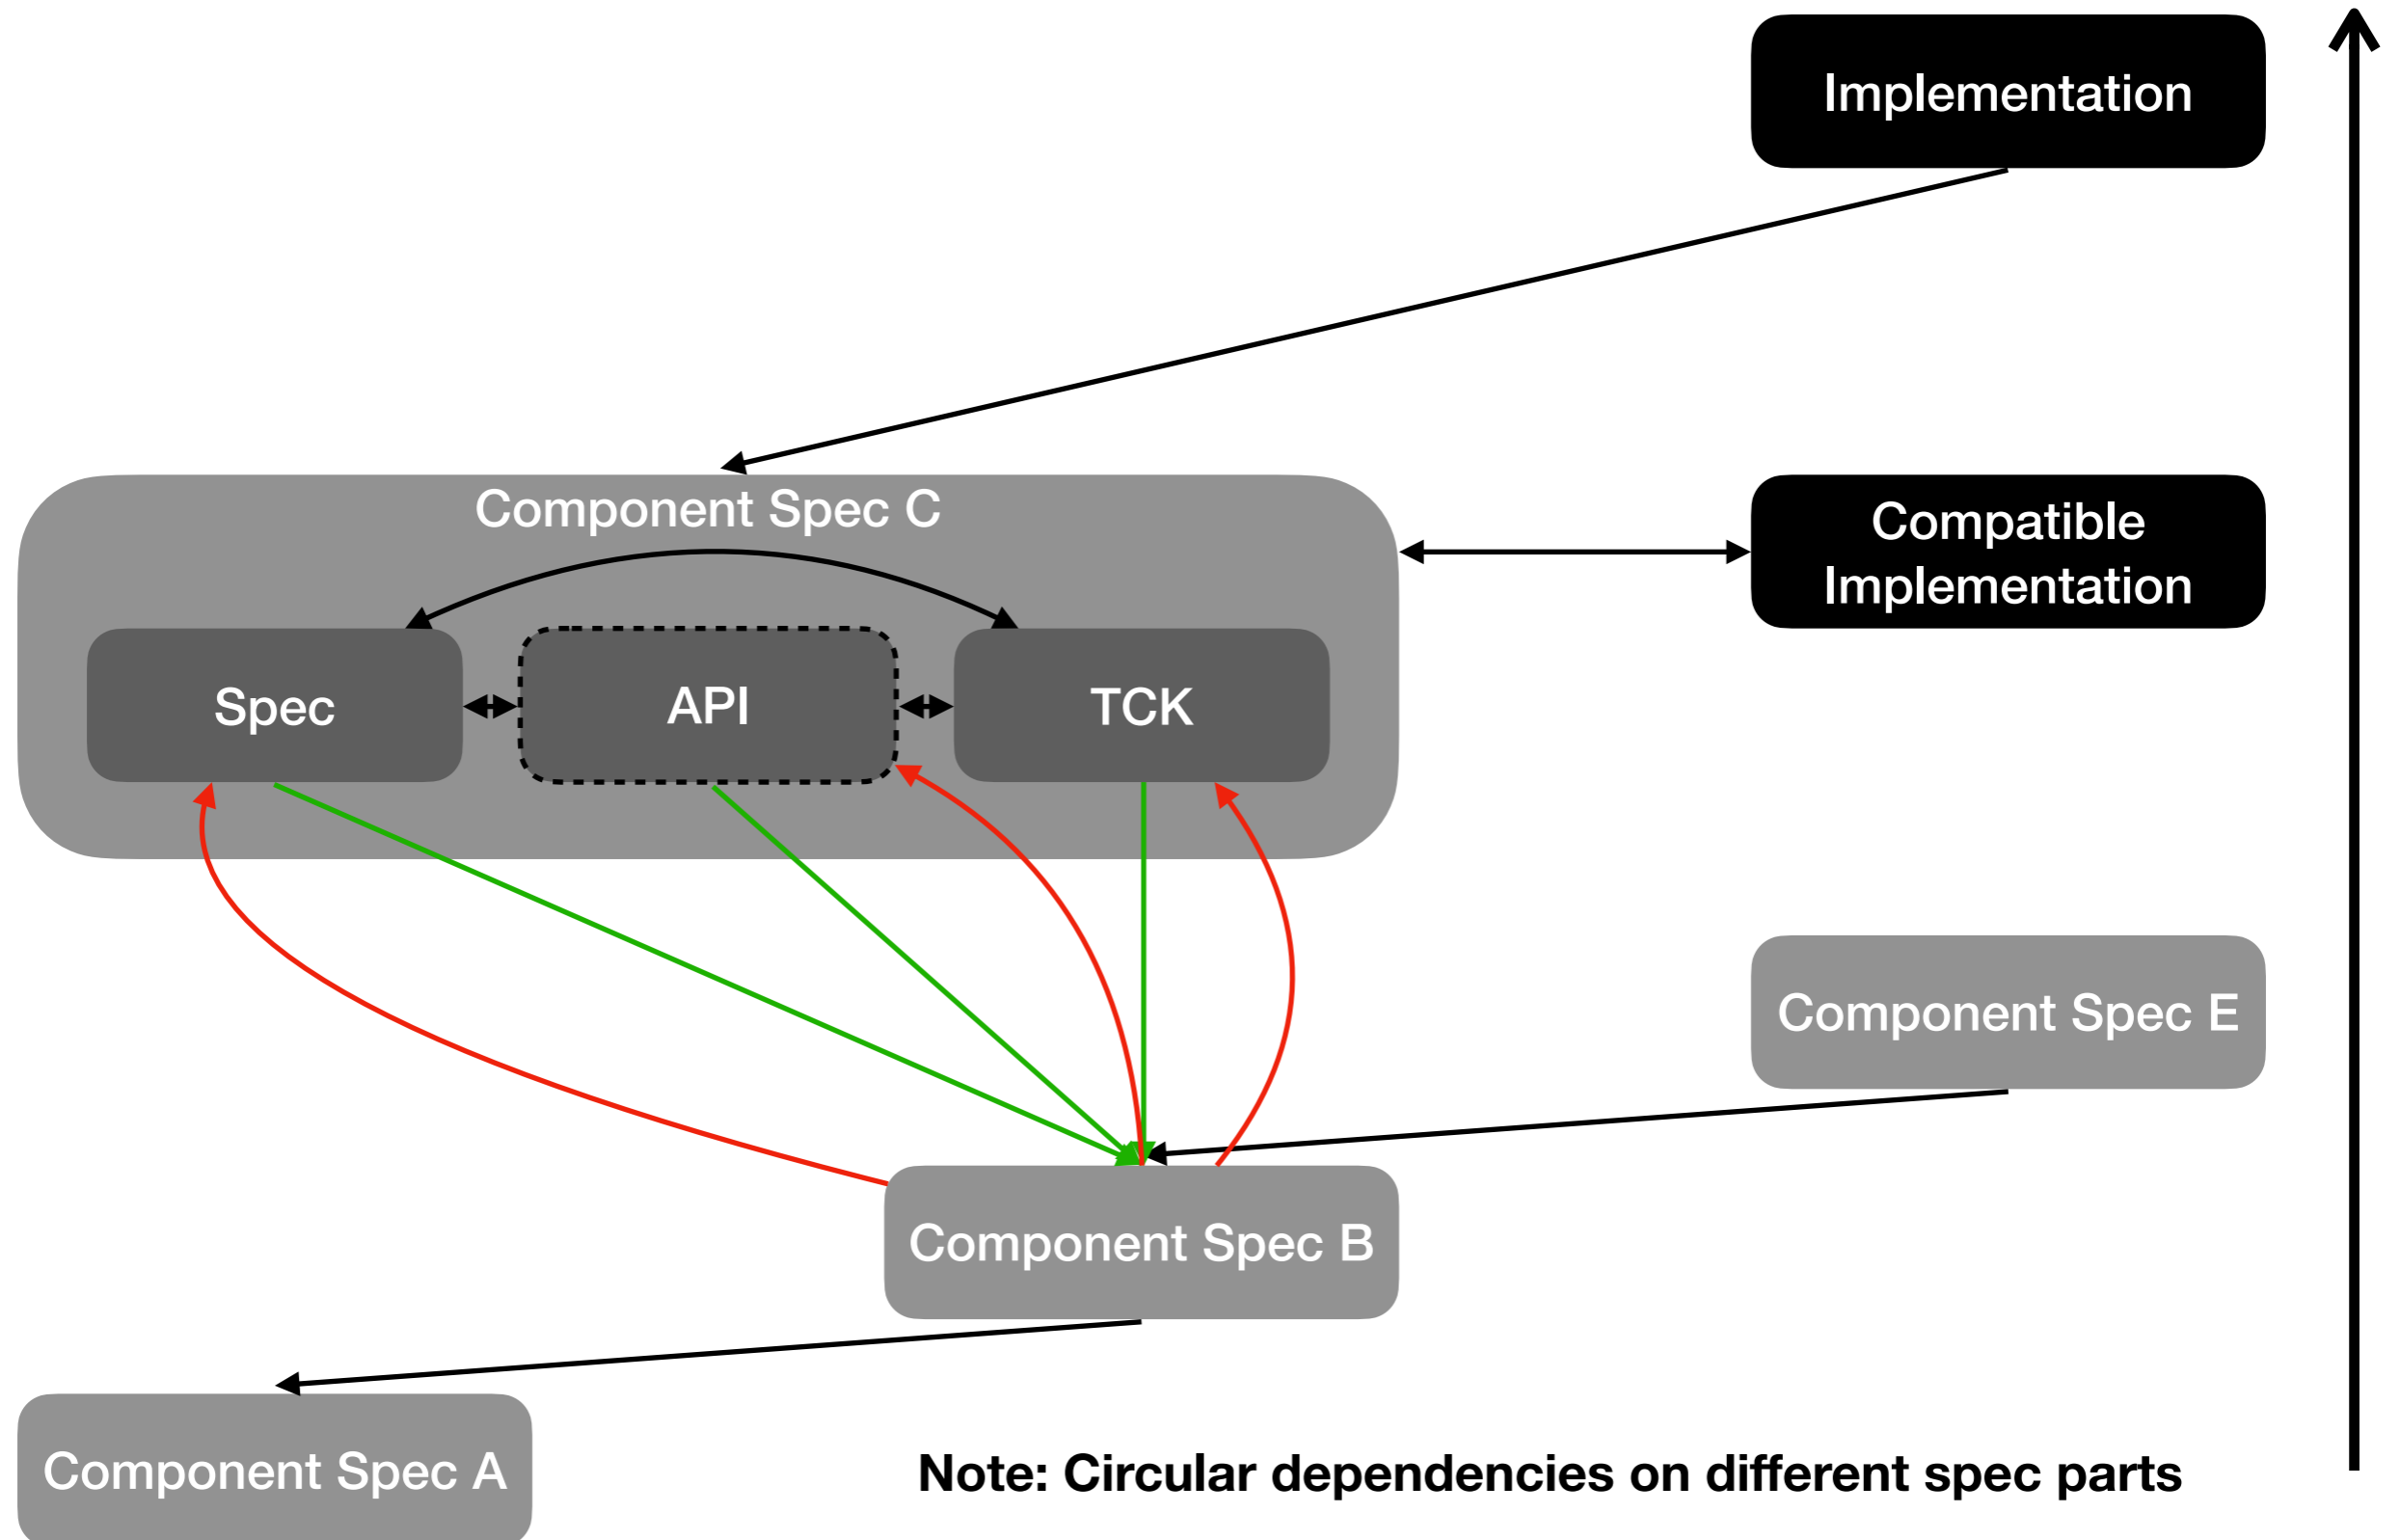 Implementation
Component Spec C
Compatible
Implementation
Spec
API
TCK
Component Spec E
Component Spec B
Component Spec A
Note: Circular dependencies on different spec parts